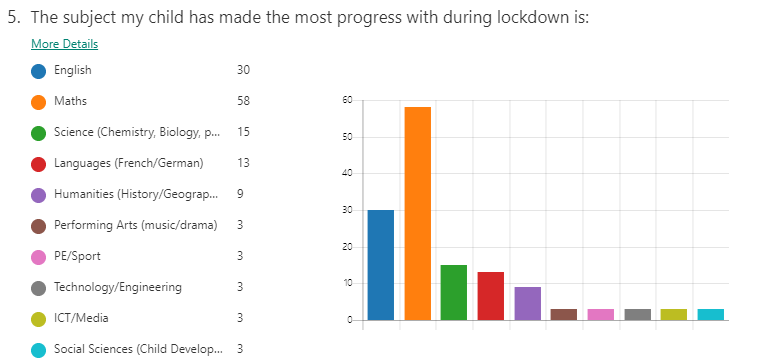 5. The subject my child has made the most progress with during lockdown is:
More Details
English 30
Maths 58
Science (Chemistry, Biology, p... 15
Languages (French/German) 13
Humanities (History/Geograp... 9
Performing Arts (music/drama) 3
PE/Sport 3
Technology/Engineering 3
ICT/Media 3
Social Sciences (Child Develop... 3
60
50
40
30
20
10
0